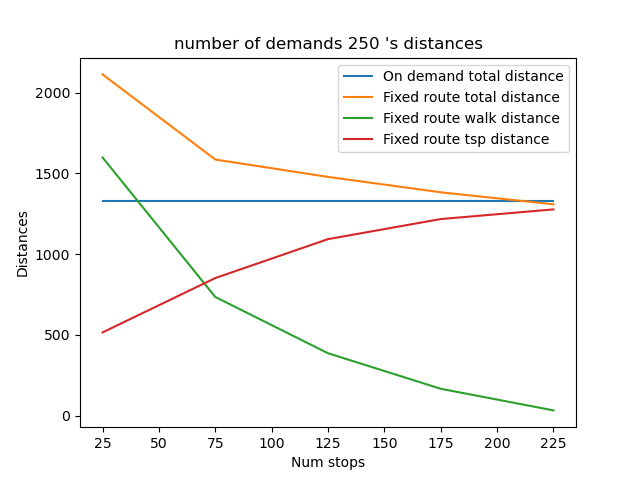 number of demands 250 's distances
On demand total distance
Fixed route total distance
Fixed route walk distance
Fixed route tsp distance
Distances
2000
1500
1000
500
0
25 50 75 100 125 150 175 200 225
Num stops